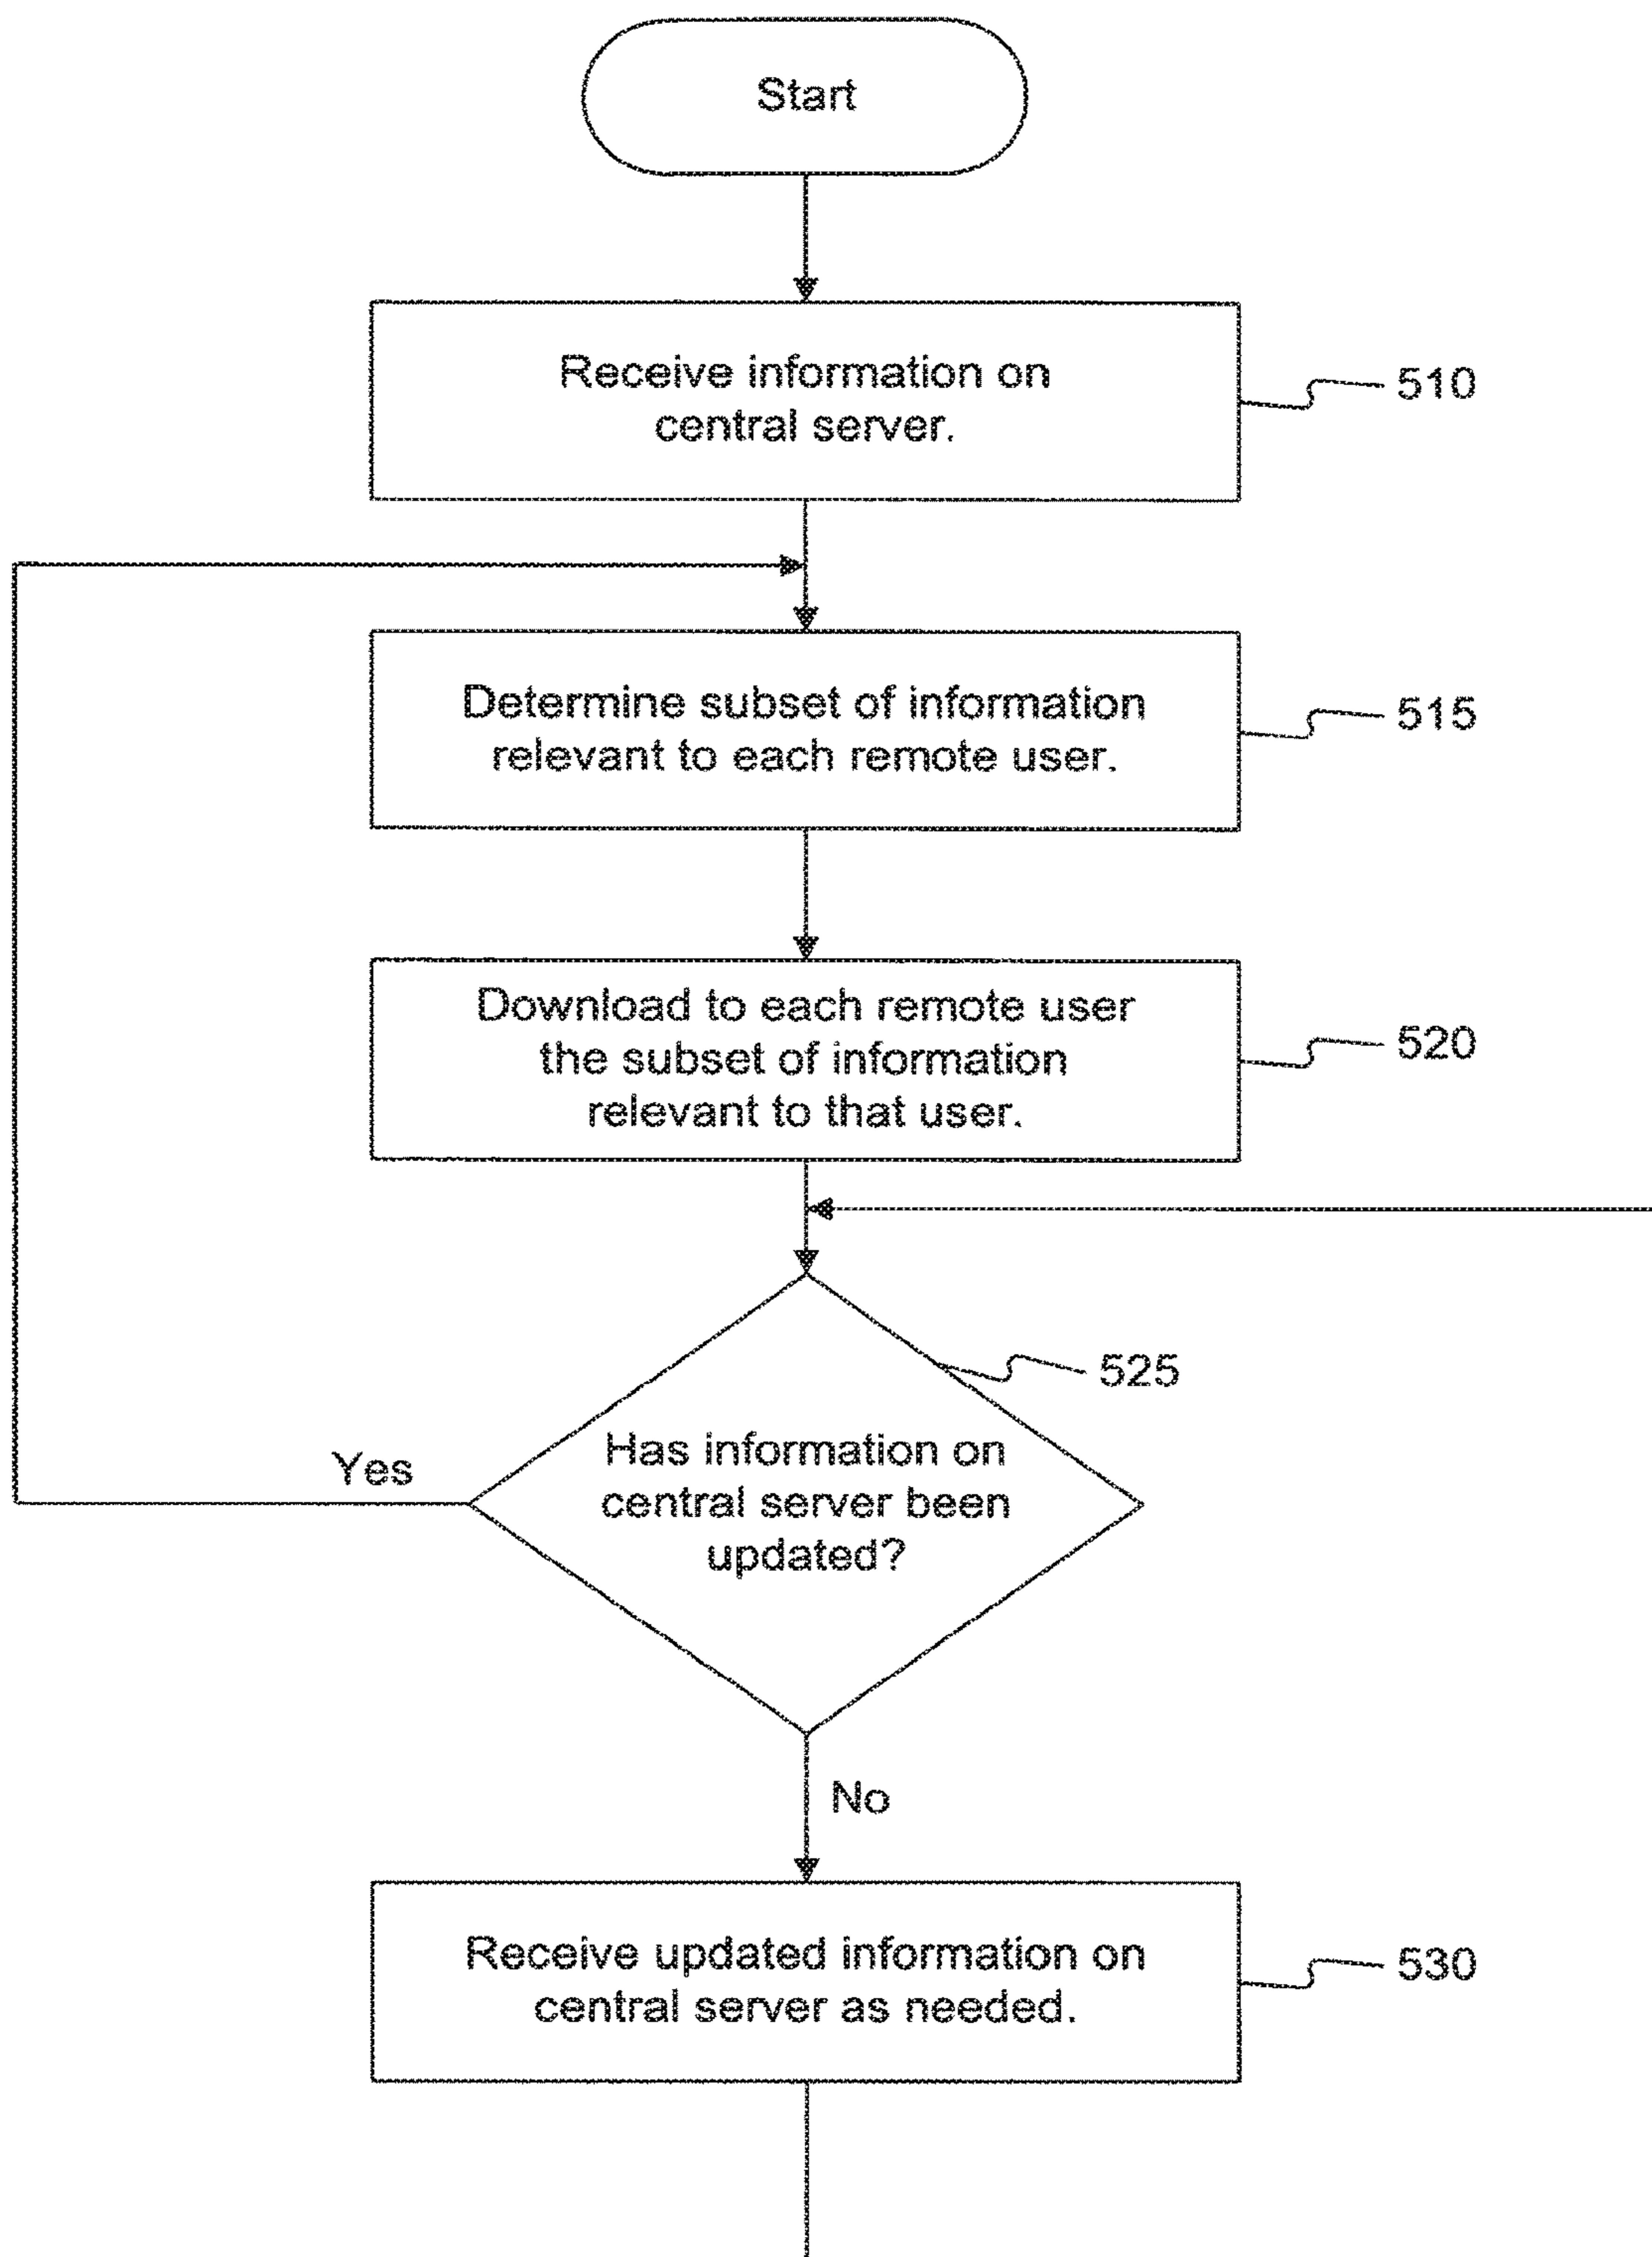 Start
Receive information on
central server.
510
Determine subset of information
relevant to each remote user.
515
Download to each remote user
the subset of information
relevant to that user.
520
525
Has information on
central server been
updated?
Yes
No
Receive updated information on
central server as needed.
530